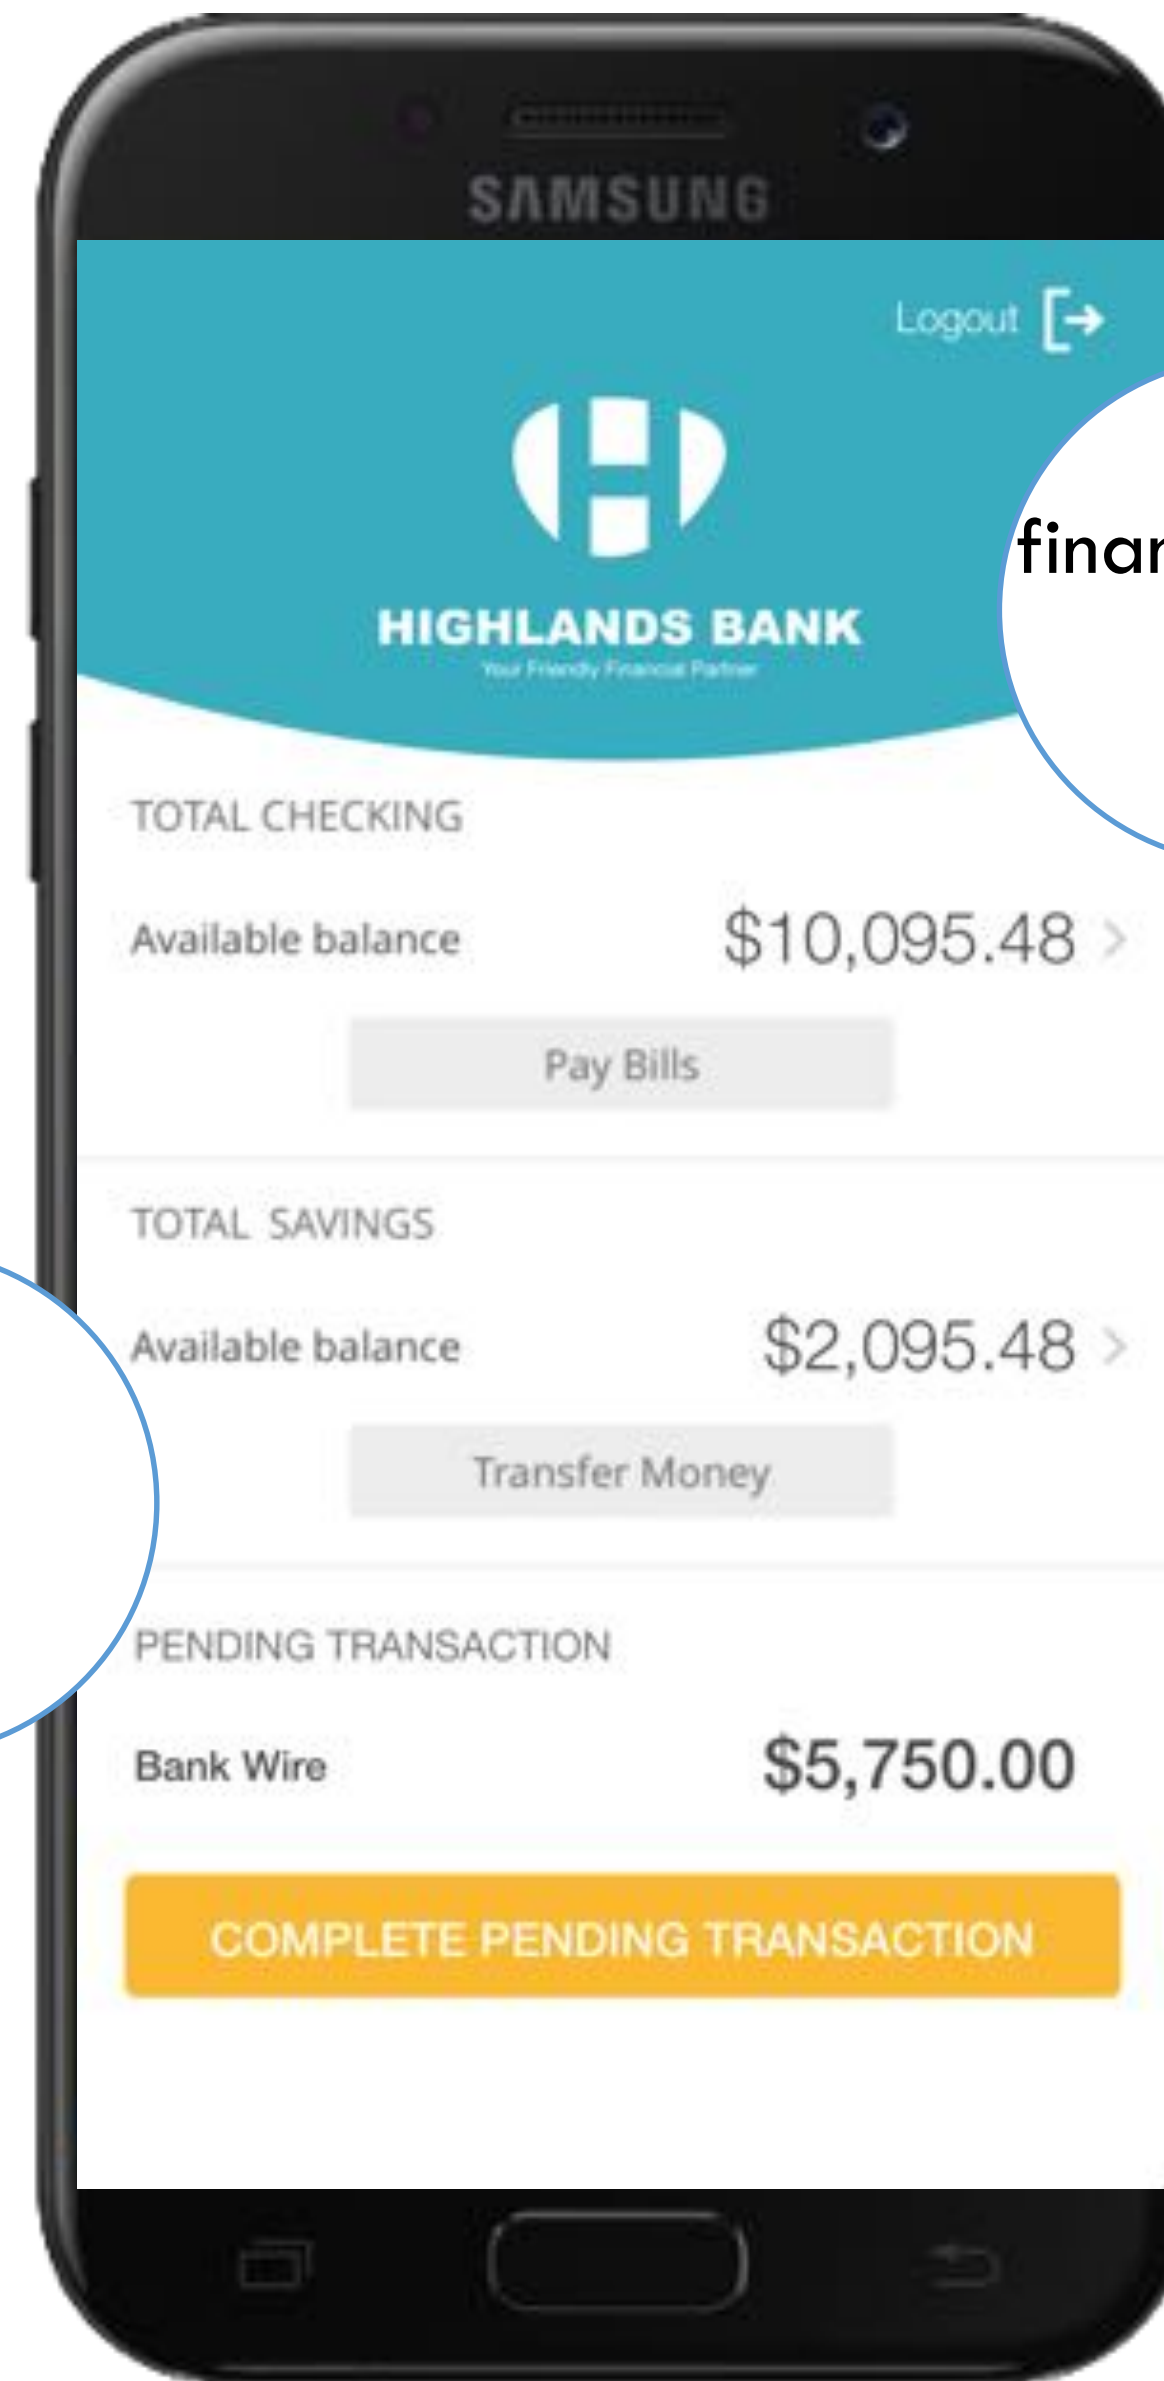 SAMSUNG
Logout
HIGHLANDS BANK
Your Friendly Financial Partner
TOTAL CHECKING
Available balance $10,095.48
Pay Bills
TOTAL SAVINGS
Available balance $2,095.48
Transfer Money
PENDING TRANSACTION
Bank Wire $5,750.00
COMPLETE PENDING TRANSACTION